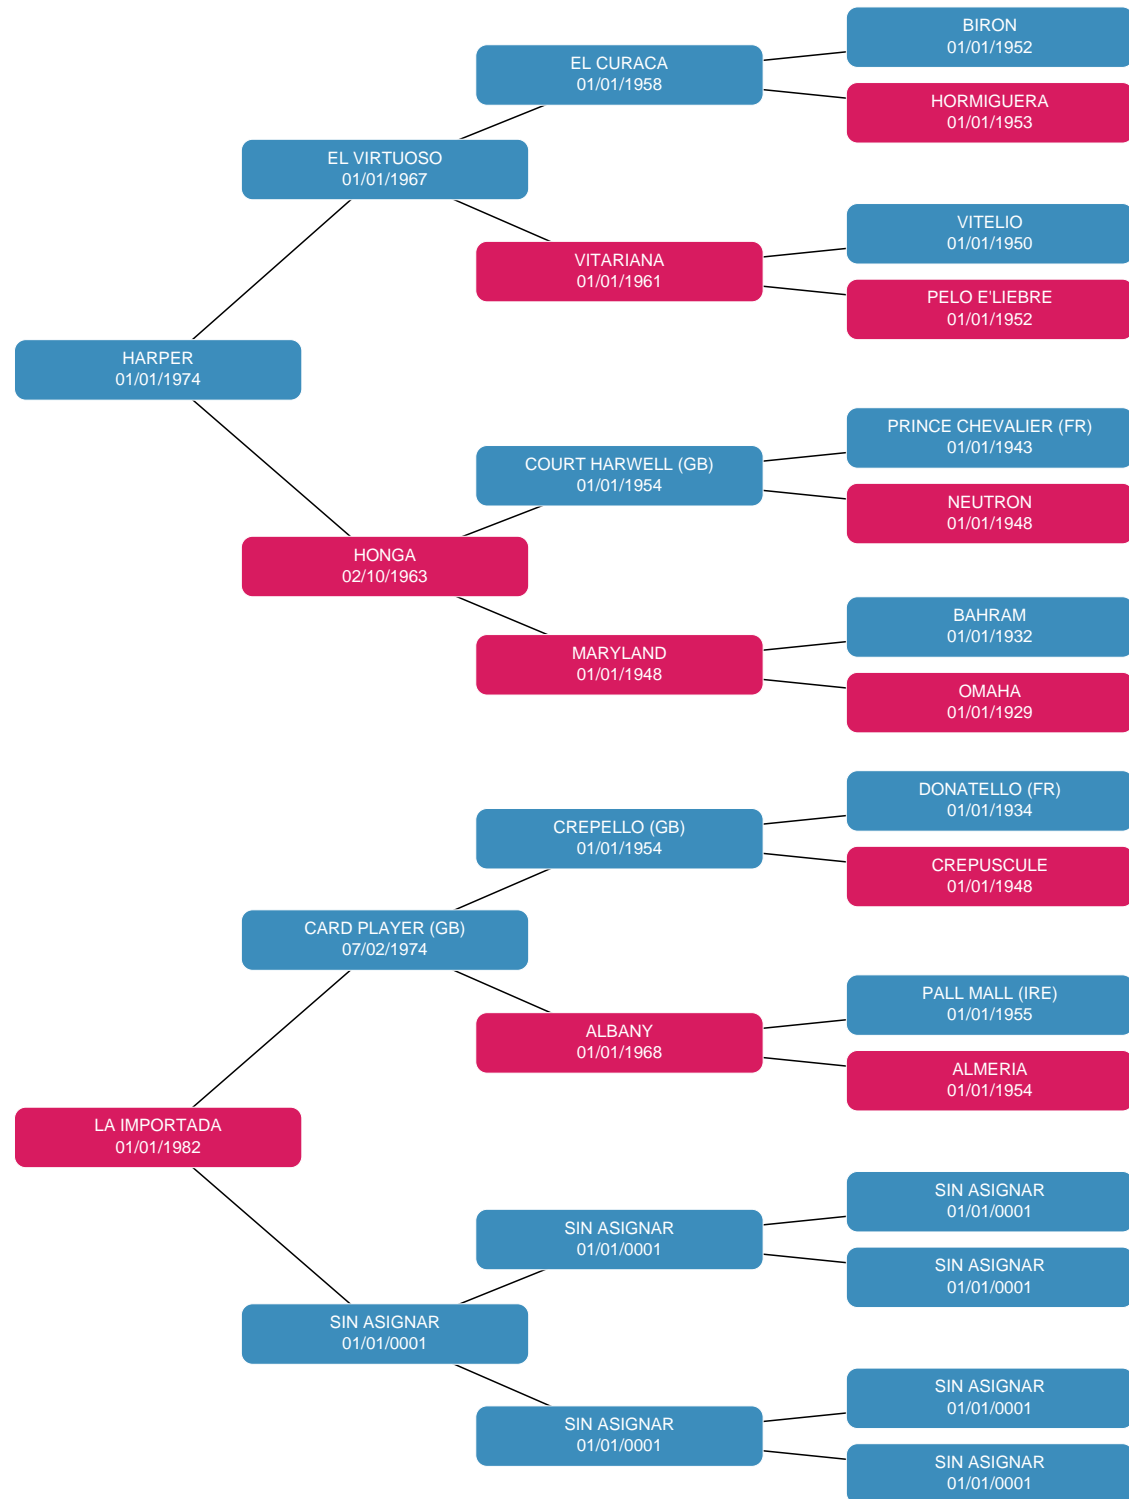 BIRON
01/01/1952
EL CURACA
01/01/1958
HORMIGUERA
01/01/1953
EL VIRTUOSO
01/01/1967
VITELIO
01/01/1950
VITARIANA
01/01/1961
PELO E'LIEBRE
01/01/1952
HARPER
01/01/1974
PRINCE CHEVALIER (FR)
01/01/1943
COURT HARWELL (GB)
01/01/1954
NEUTRON
01/01/1948
HONGA
02/10/1963
BAHRAM
01/01/1932
MARYLAND
01/01/1948
OMAHA
01/01/1929
DONATELLO (FR)
01/01/1934
CREPELLO (GB)
01/01/1954
CREPUSCULE
01/01/1948
CARD PLAYER (GB)
07/02/1974
PALL MALL (IRE)
01/01/1955
ALBANY
01/01/1968
ALMERIA
01/01/1954
LA IMPORTADA
01/01/1982
SIN ASIGNAR
01/01/0001
SIN ASIGNAR
01/01/0001
SIN ASIGNAR
01/01/0001
SIN ASIGNAR
01/01/0001
SIN ASIGNAR
01/01/0001
SIN ASIGNAR
01/01/0001
SIN ASIGNAR
01/01/0001